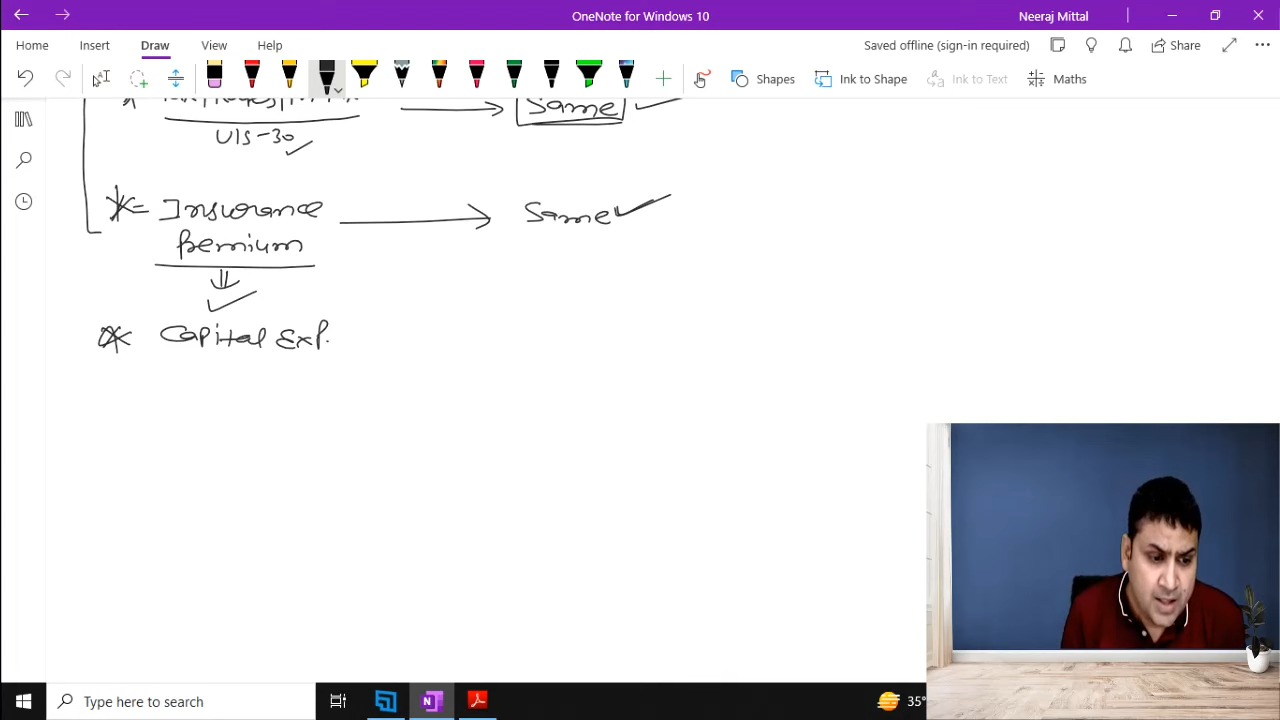 OneNote for Windows 10
Neeraj Mittal
Home Insert Draw View Help
Saved offline (sign-in required)
Share
Shapes
Ink to Shape
Ink to Text
Maths
Same
U/S-30
Insurance
Premium
Same
Capital Exp.
Type here to search
35°